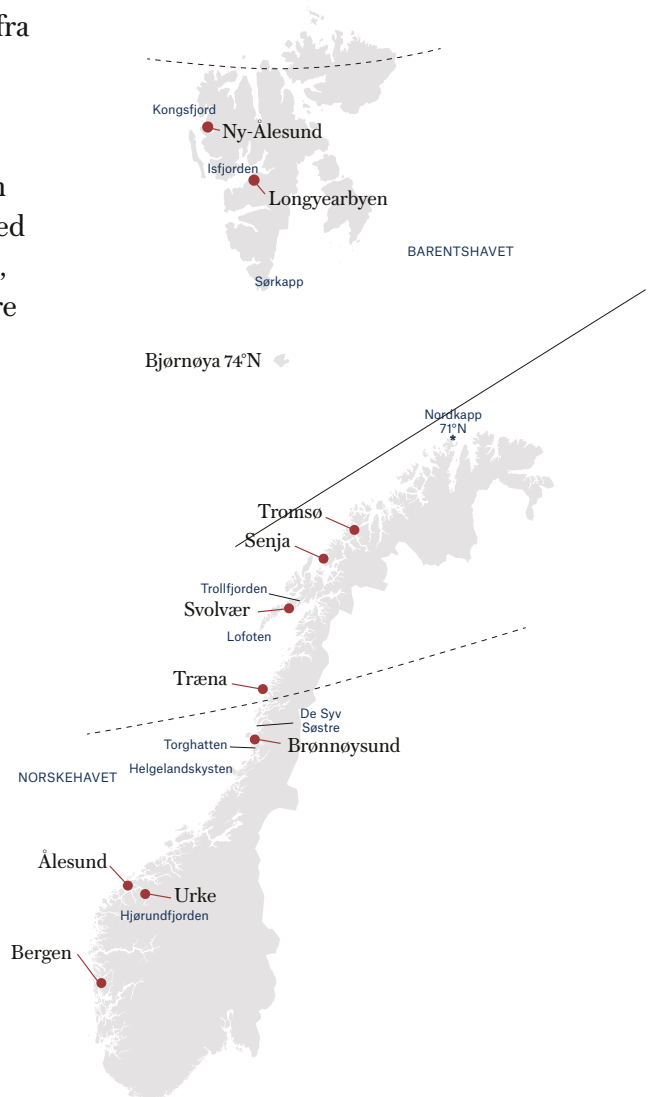 fra
n
ed
,
re
Kongsfjord
Ny-Ålesund
Isfjorden
Longyearbyen
BARENTSHAVET
Sørkapp
Bjørnøya 74°N
Nordkapp
71°N
*
Tromsø
Senja
Trollfjorden
Svolvær
Lofoten
Træna
De Syv
Søstre
Torghatten
Brønnøysund
Helgelandskysten
NORSKEHAVET
Ålesund
Urke
Hjørundfjorden
Bergen